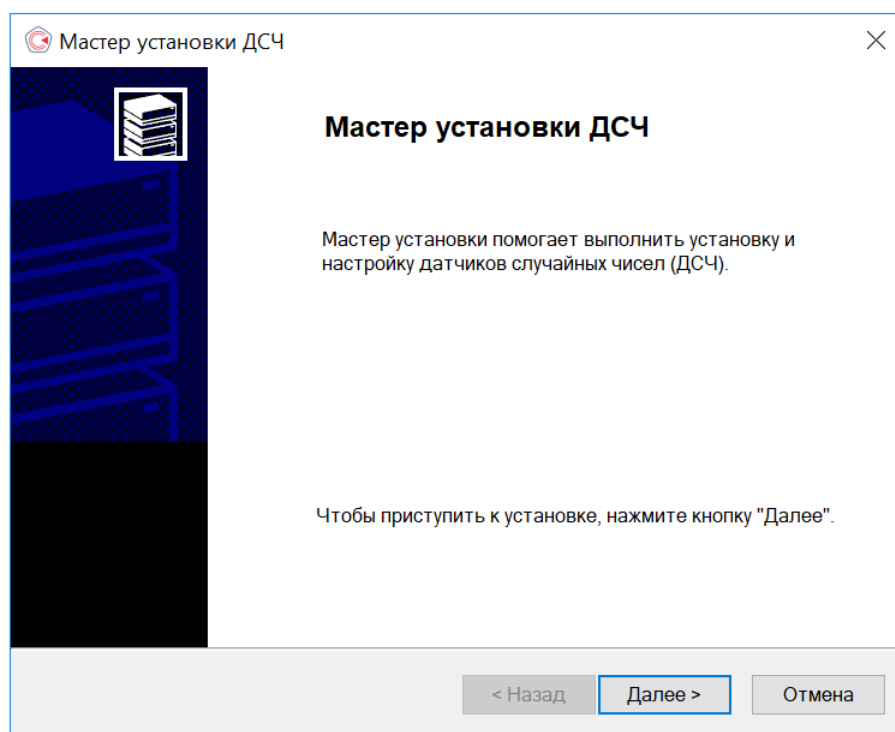 Мастер установки ДСЧ
Мастер установки ДСЧ
Мастер установки помогает выполнить установку и
настройку датчиков случайных чисел (ДСЧ).
Чтобы приступить к установке, нажмите кнопку "Далее".
< Назад
Далее >
Отмена